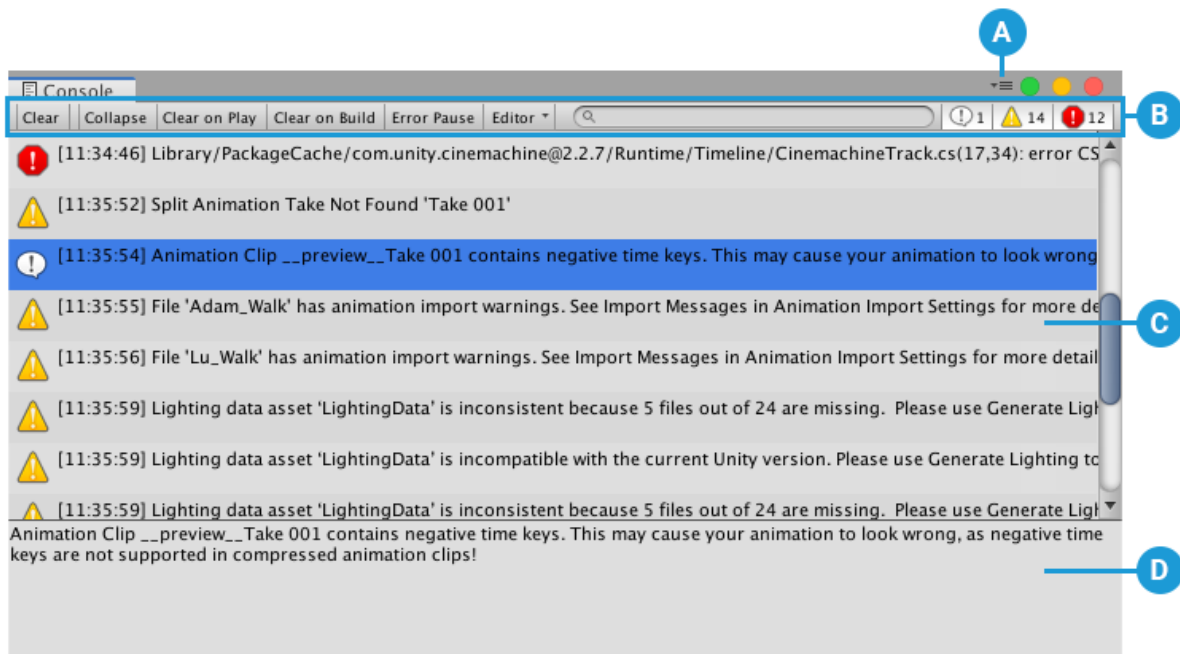 A
Console
Clear Collapse Clear on Play Clear on Build Error Pause Editor 1 14 12
B
[11:34:46] Library/PackageCache/com.unity.cinemachine@2.2.7/Runtime/Timeline/CinemachineTrack.cs(17,34): error CS
[11:35:52] Split Animation Take Not Found 'Take 001'
[11:35:54] Animation Clip __preview__Take 001 contains negative time keys. This may cause your animation to look wrong
[11:35:55] File 'Adam_Walk' has animation import warnings. See Import Messages in Animation Import Settings for more de
C
[11:35:56] File 'Lu_Walk' has animation import warnings. See Import Messages in Animation Import Settings for more detail
[11:35:59] Lighting data asset ‘LightingData’ is inconsistent because 5 files out of 24 are missing.  Please use Generate Ligh
[11:35:59] Lighting data asset ‘LightingData’ is incompatible with the current Unity version. Please use Generate Lighting to
[11:35:59] Lighting data asset ‘LightingData’ is inconsistent because 5 files out of 24 are missing.  Please use Generate Ligh
Animation Clip __preview__Take 001 contains negative time keys. This may cause your animation to look wrong, as negative time
keys are not supported in compressed animation clips!
D